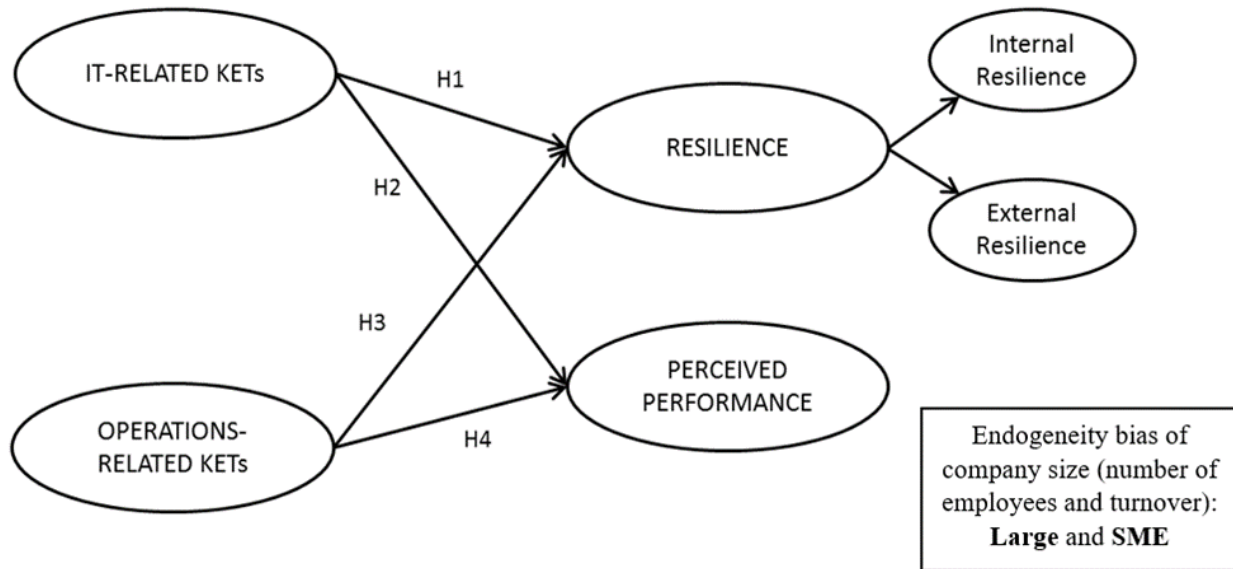 IT-RELATED KETs
H1
H2
H3
H4
OPERATIONS-
RELATED KETs
RESILIENCE
PERCEIVED
PERFORMANCE
Internal
Resilience
External
Resilience
Endogeneity bias of
company size (number of
employees and turnover):
Large and SME